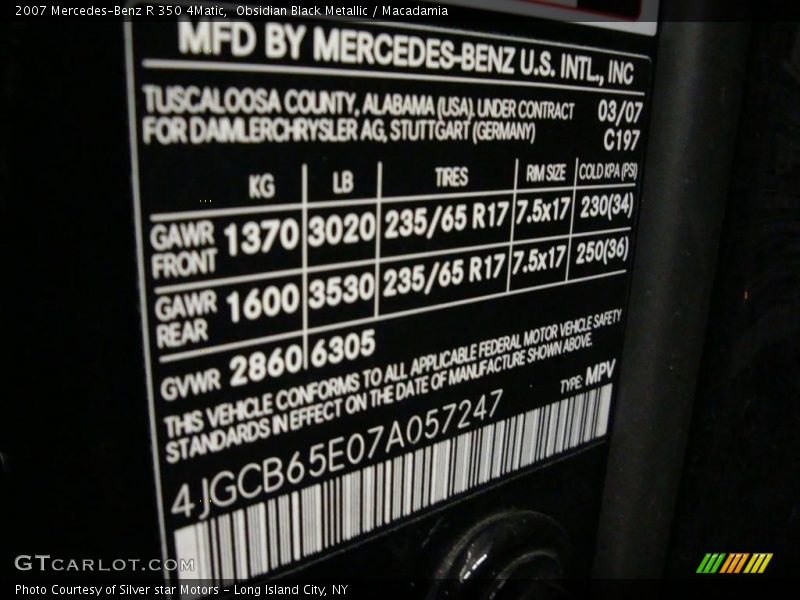 2007 Mercedes-Benz R 350 4Matic,  Obsidian Black Metallic / Macadamia
MFD BY MERCEDES-BENZ U.S. INTL., INC
TUSCALOOSA COUNTY, ALABAMA (USA), UNDER CONTRACT 03/07
FOR DAIMLERCHRYSLER AG, STUTTGART (GERMANY) C197
KG LB TIRES RIM SIZE COLD KPA (PSI)
GAWR FRONT 1370 3020 235/65 R17 7.5x17 230(34)
GAWR REAR 1600 3530 235/65 R17 7.5x17 250(36)
GVWR 2860 6305
THIS VEHICLE CONFORMS TO ALL APPLICABLE FEDERAL MOTOR VEHICLE SAFETY
STANDARDS IN EFFECT ON THE DATE OF MANUFACTURE SHOWN ABOVE.
4JGCB65E07A057247 TYPE: MPV
GTCARLOT.COM
Photo Courtesy of Silver star Motors - Long Island City, NY